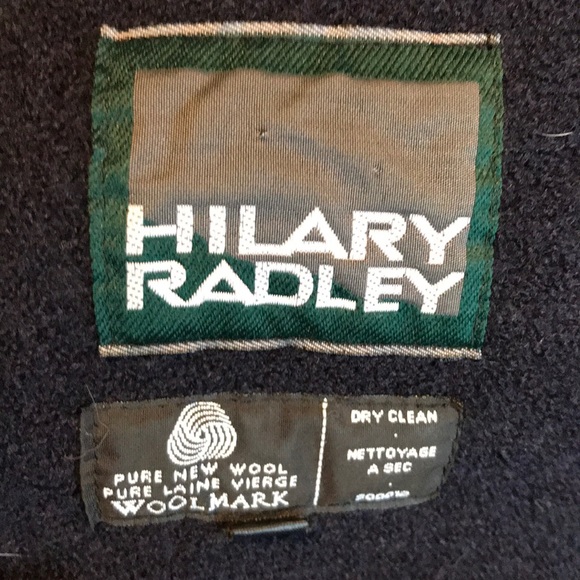 HILARY
RADLEY
PURE NEW WOOL
PURE LAINE VIERGE
WOOLMARK
DRY CLEAN
NETTOYAGE
A SEC